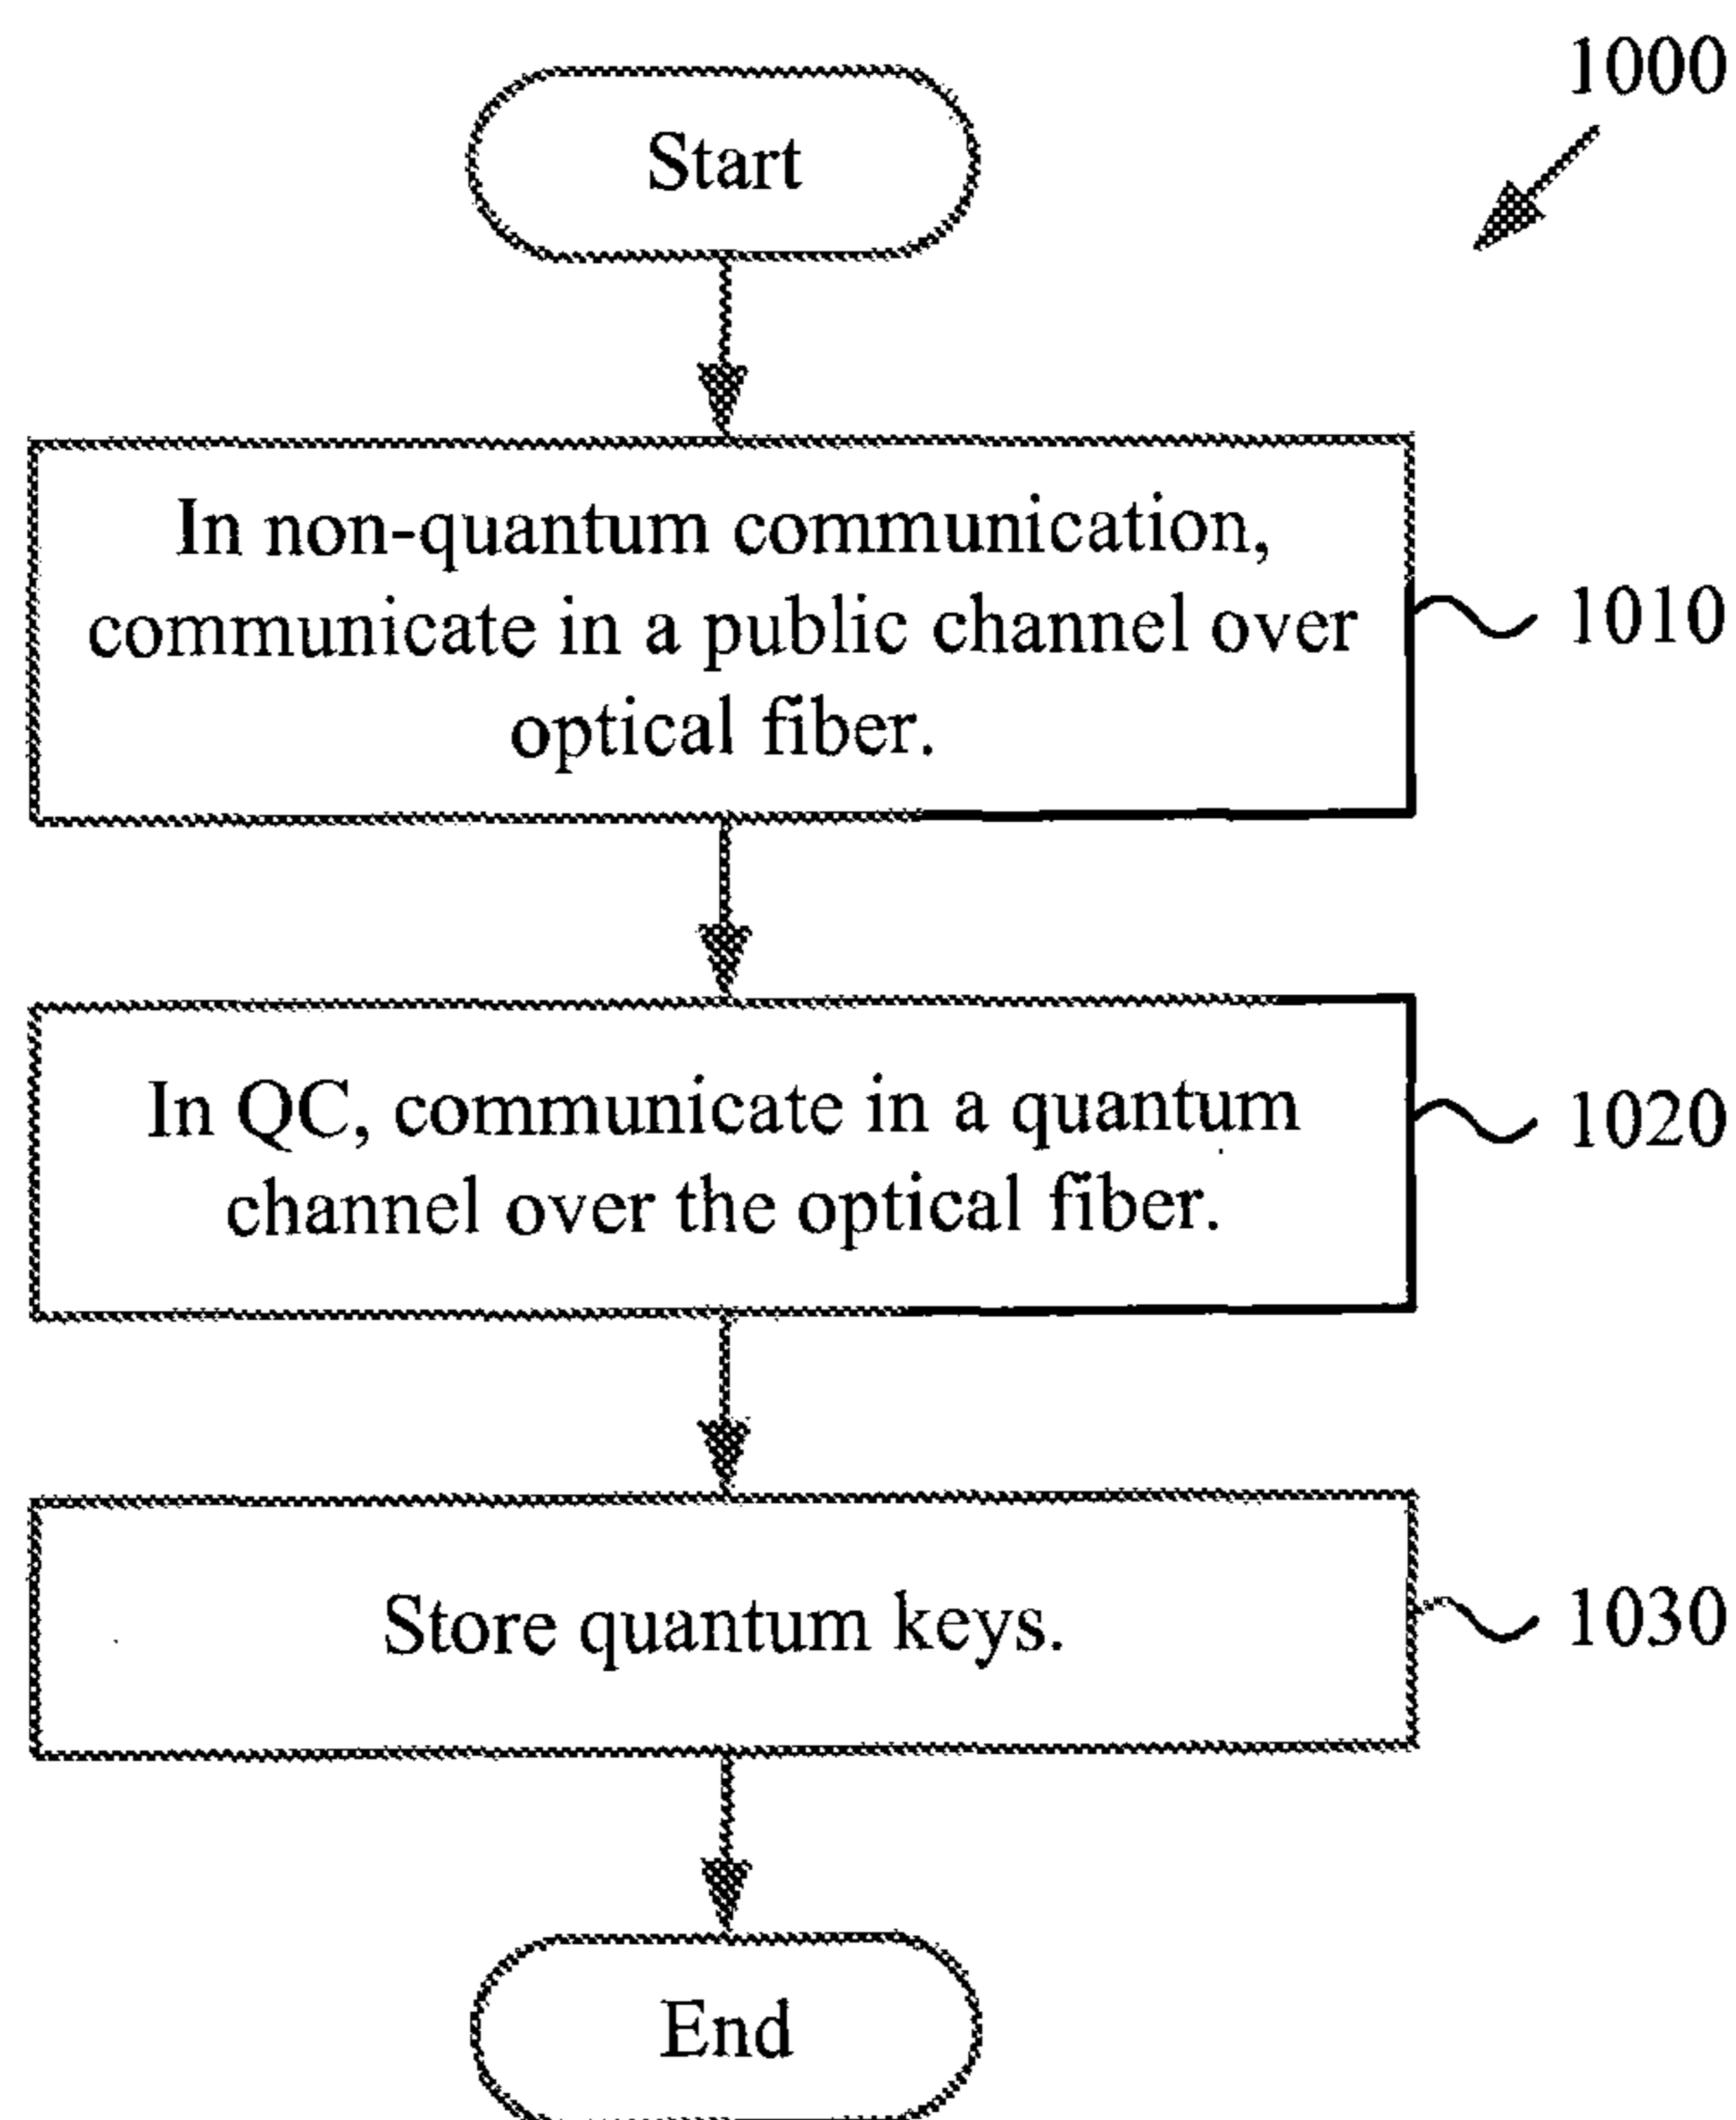 1000
Start
In non-quantum communication,
communicate in a public channel over
optical fiber.
1010
In QC, communicate in a quantum
channel over the optical fiber.
1020
Store quantum keys.
1030
End